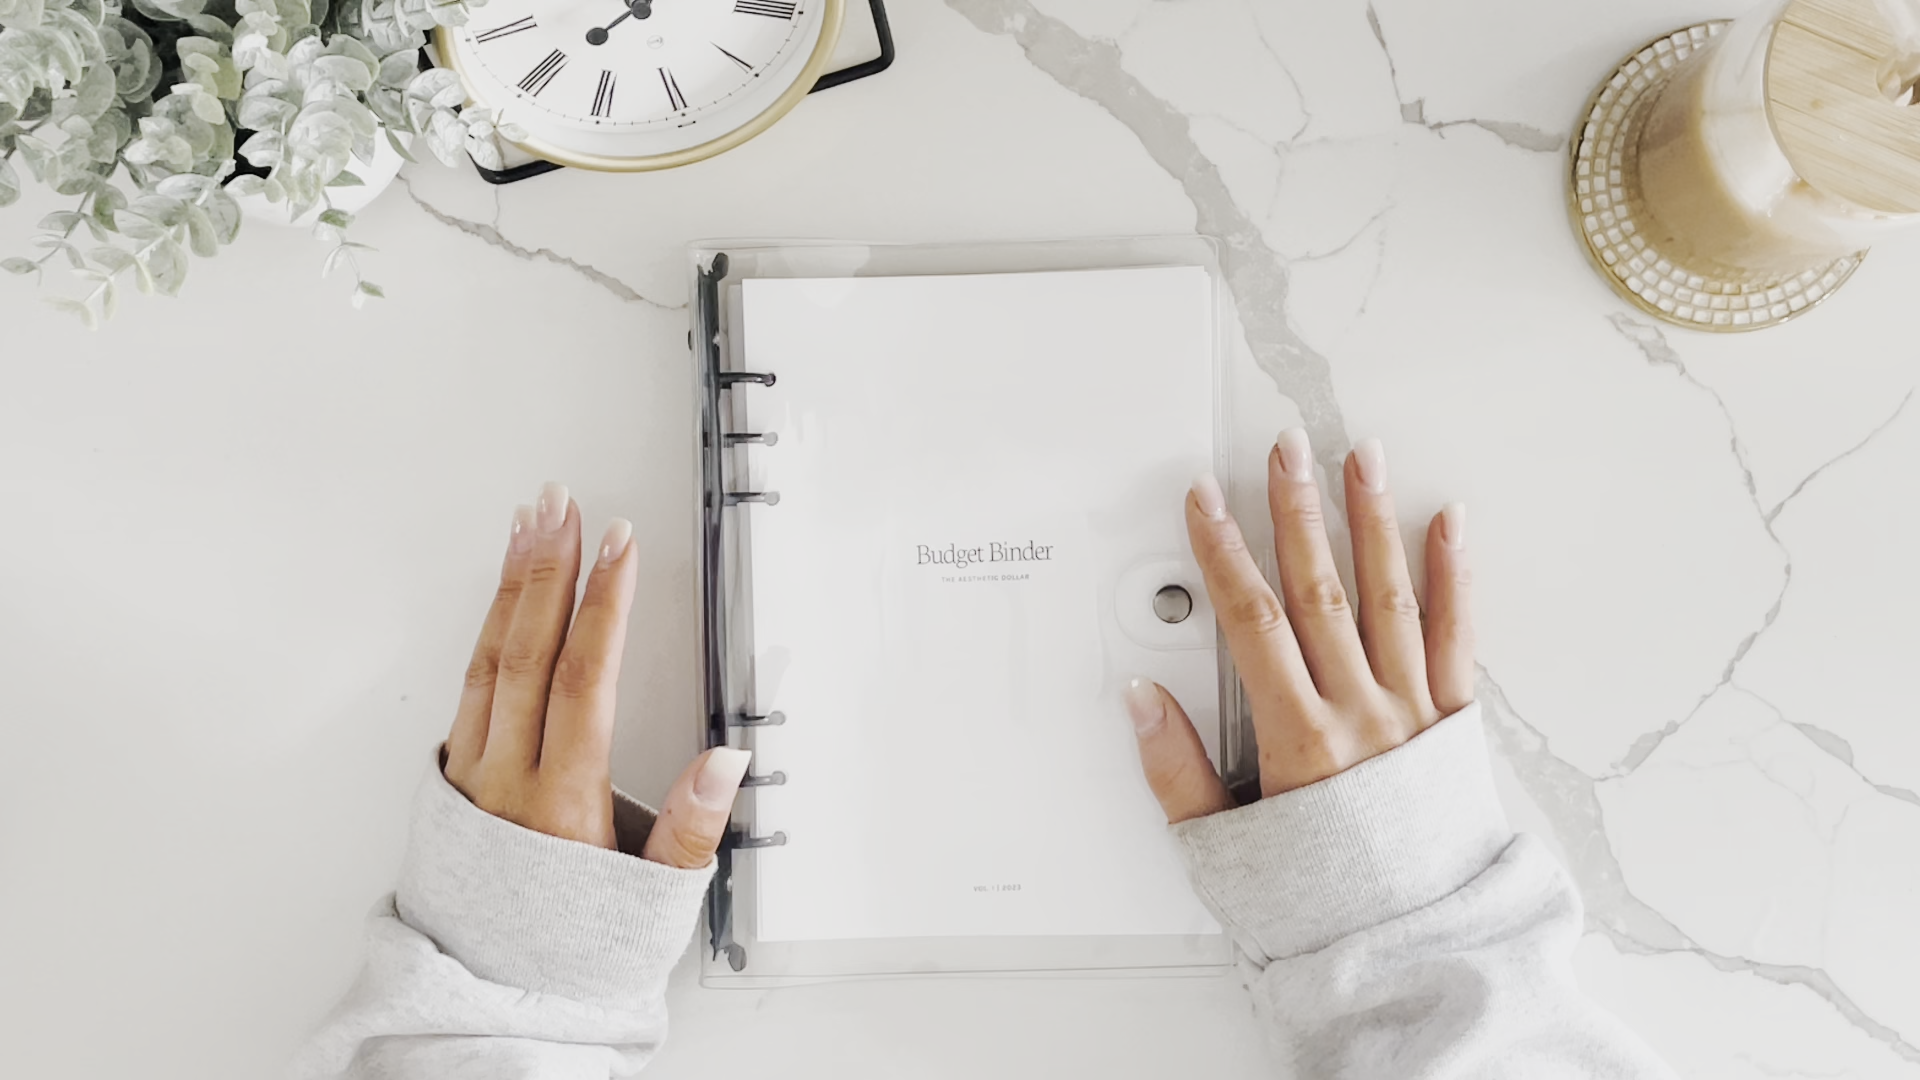 Budget Binder
THE AESTHETIC DOLLAR
VOL. 1 | 2023